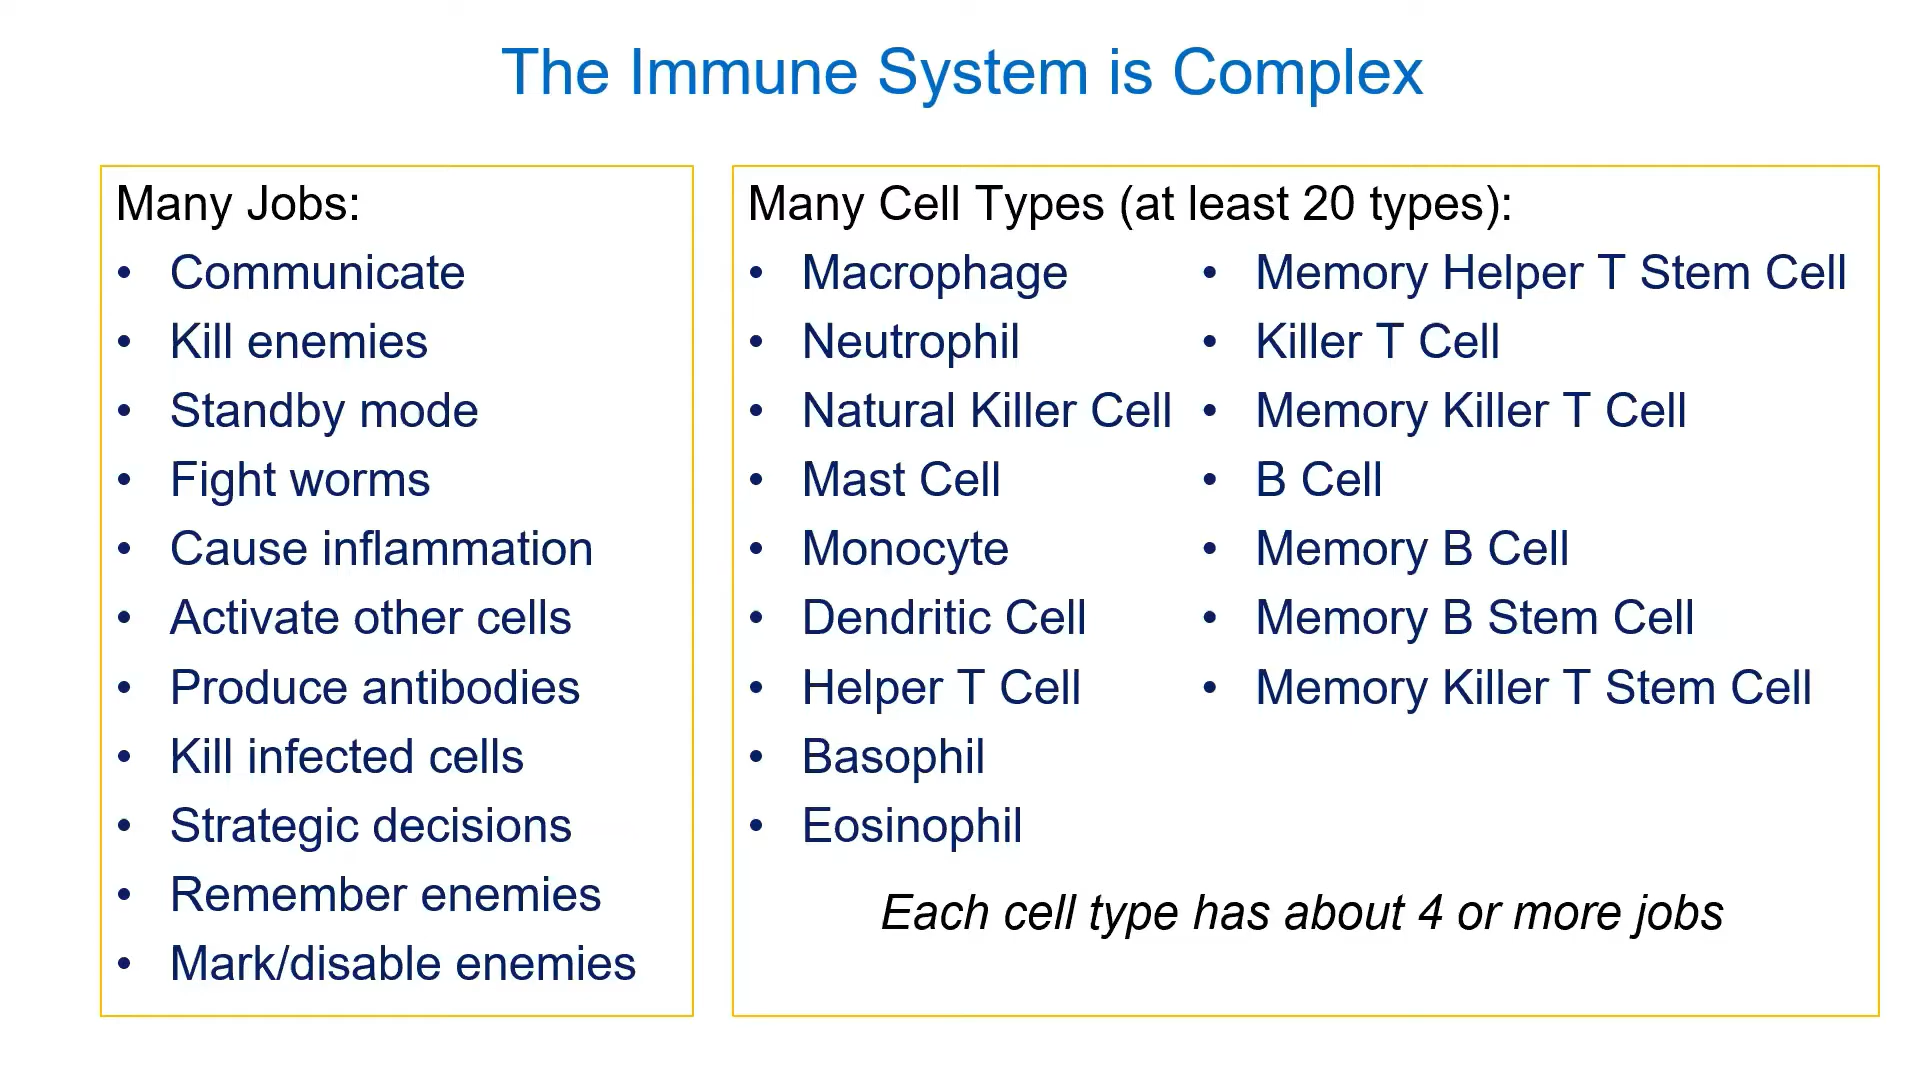 The Immune System is Complex
Many Jobs:
• Communicate
• Kill enemies
• Standby mode
• Fight worms
• Cause inflammation
• Activate other cells
• Produce antibodies
• Kill infected cells
• Strategic decisions
• Remember enemies
• Mark/disable enemies
Many Cell Types (at least 20 types):
• Macrophage
• Neutrophil
• Natural Killer Cell
• Mast Cell
• Monocyte
• Dendritic Cell
• Helper T Cell
• Basophil
• Eosinophil
• Memory Helper T Stem Cell
• Killer T Cell
• Memory Killer T Cell
• B Cell
• Memory B Cell
• Memory B Stem Cell
• Memory Killer T Stem Cell
Each cell type has about 4 or more jobs